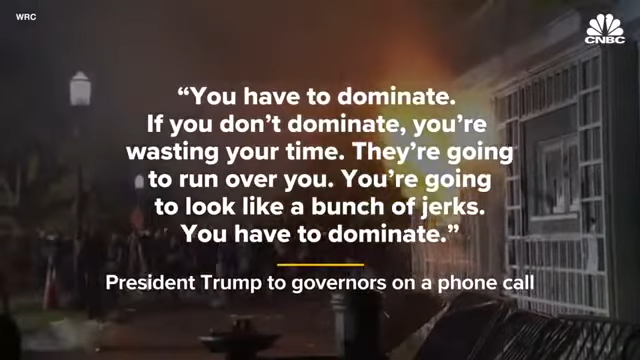 WRC
CNBC
“You have to dominate.
If you don’t dominate, you’re
wasting your time. They’re going
to run over you. You’re going
to look like a bunch of jerks.
You have to dominate.”
President Trump to governors on a phone call